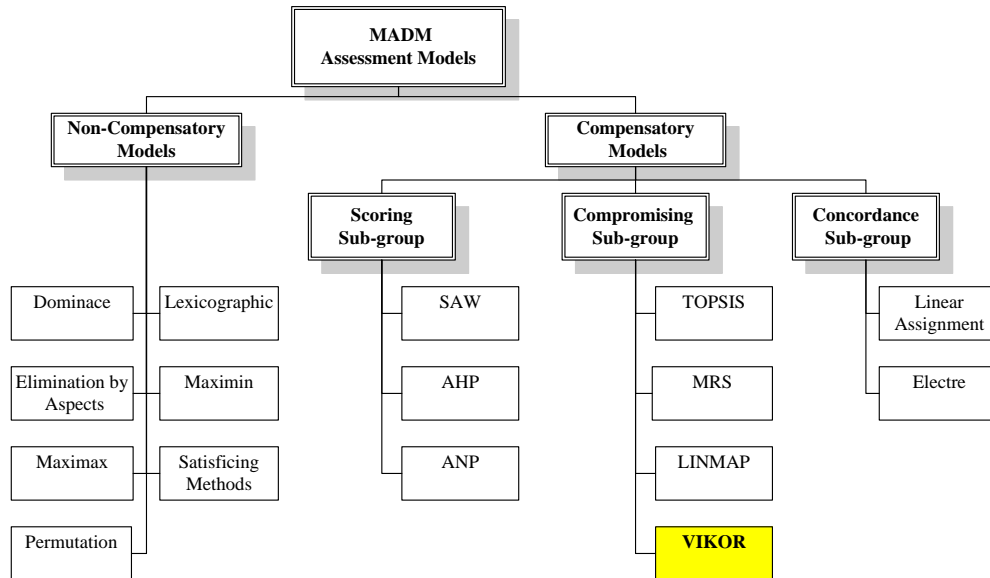 MADM
Assessment Models
Non-Compensatory
Models
Compensatory
Models
Scoring
Sub-group
Compromising
Sub-group
Concordance
Sub-group
Dominace
Lexicographic
SAW
TOPSIS
Linear
Assignment
Elimination by
Aspects
Maximin
AHP
MRS
Electre
Maximax
Satisficing
Methods
ANP
LINMAP
Permutation
VIKOR